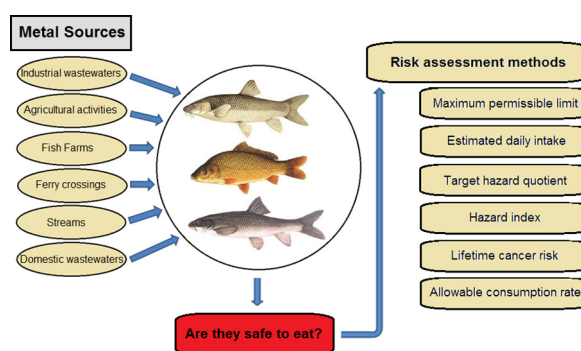 Metal Sources
Industrial wastewaters
Agricultural activities
Fish Farms
Ferry crossings
Streams
Domestic wastewaters
Are they safe to eat?
Risk assessment methods
Maximum permissible limit
Estimated daily intake
Target hazard quotient
Hazard index
Lifetime cancer risk
Allowable consumption rate